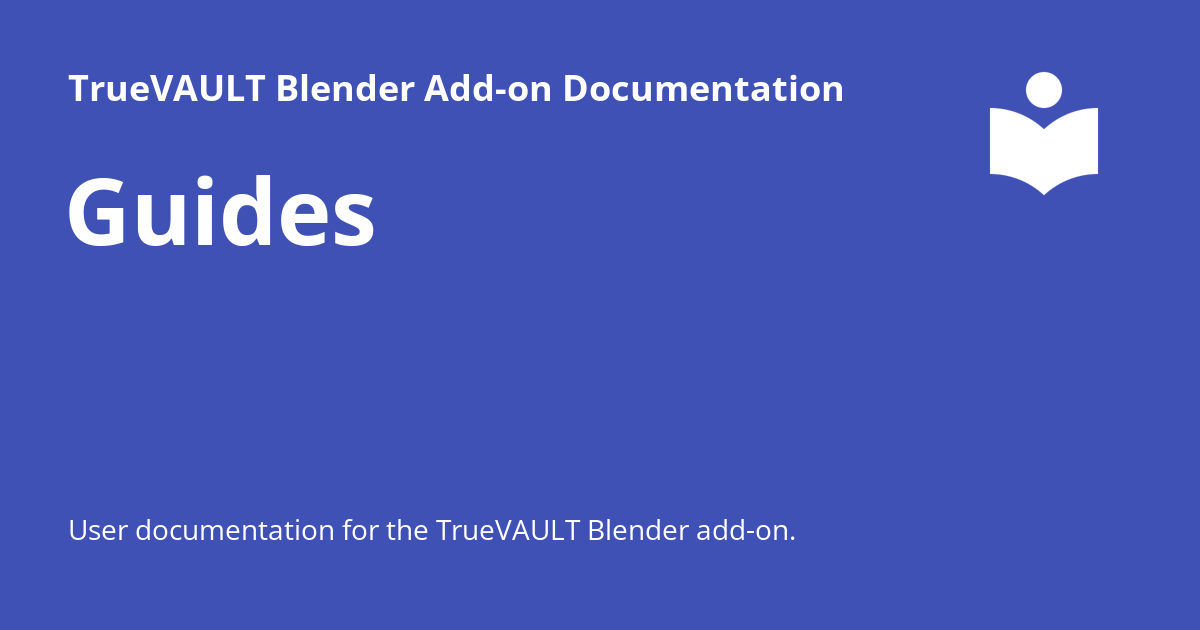 TrueVAULT Blender Add-on Documentation
Guides
User documentation for the TrueVAULT Blender add-on.